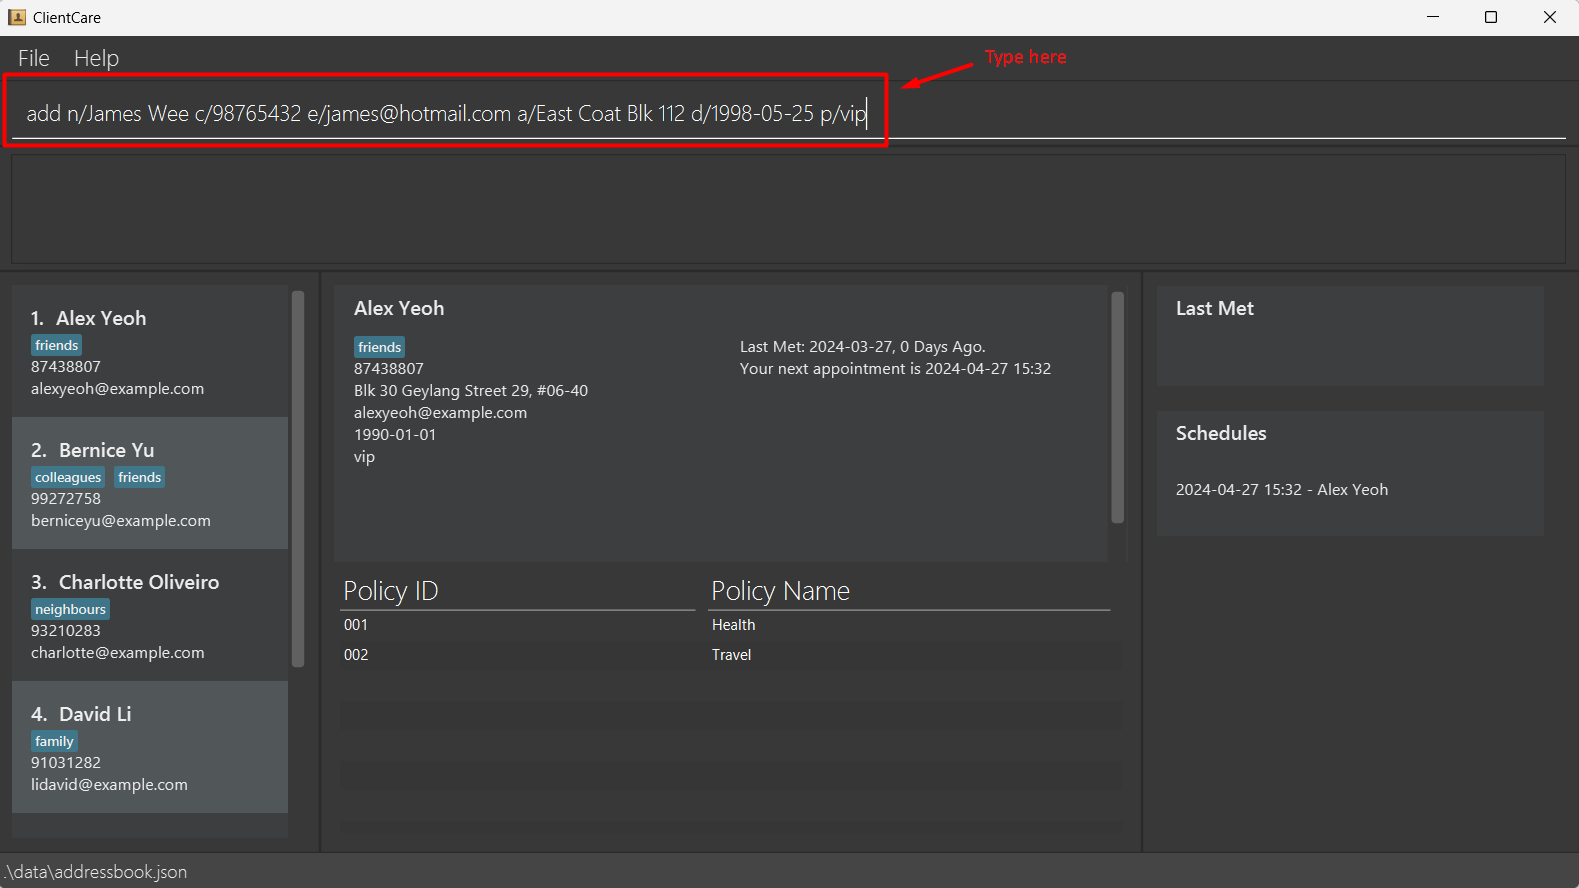 ClientCare
File Help
Type here
add n/James Wee c/98765432 e/james@hotmail.com a/East Coat Blk 112 d/1998-05-25 p/vip
1. Alex Yeoh
friends
87438807
alexyeoh@example.com
2. Bernice Yu
colleagues friends
99272758
berniceyu@example.com
3. Charlotte Oliveiro
neighbours
93210283
charlotte@example.com
4. David Li
family
91031282
lidavid@example.com
Alex Yeoh
friends
87438807
Blk 30 Geylang Street 29, #06-40
alexyeoh@example.com
1990-01-01
vip
Last Met: 2024-03-27, 0 Days Ago.
Your next appointment is 2024-04-27 15:32
Policy ID Policy Name
001 Health
002 Travel
Last Met
Schedules
2024-04-27 15:32 - Alex Yeoh
.\data\addressbook.json